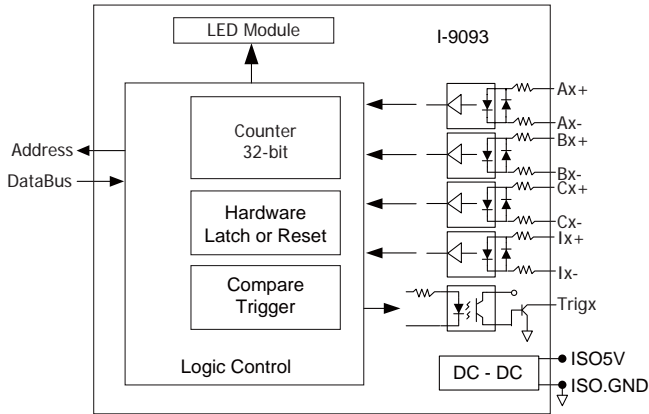 LED Module
I-9093
Counter
32-bit
Hardware
Latch or Reset
Compare
Trigger
Logic Control
Address
DataBus
Ax+
Ax-
Bx+
Bx-
Cx+
Cx-
Ix+
Ix-
Trigx
DC - DC
ISO5V
ISO.GND